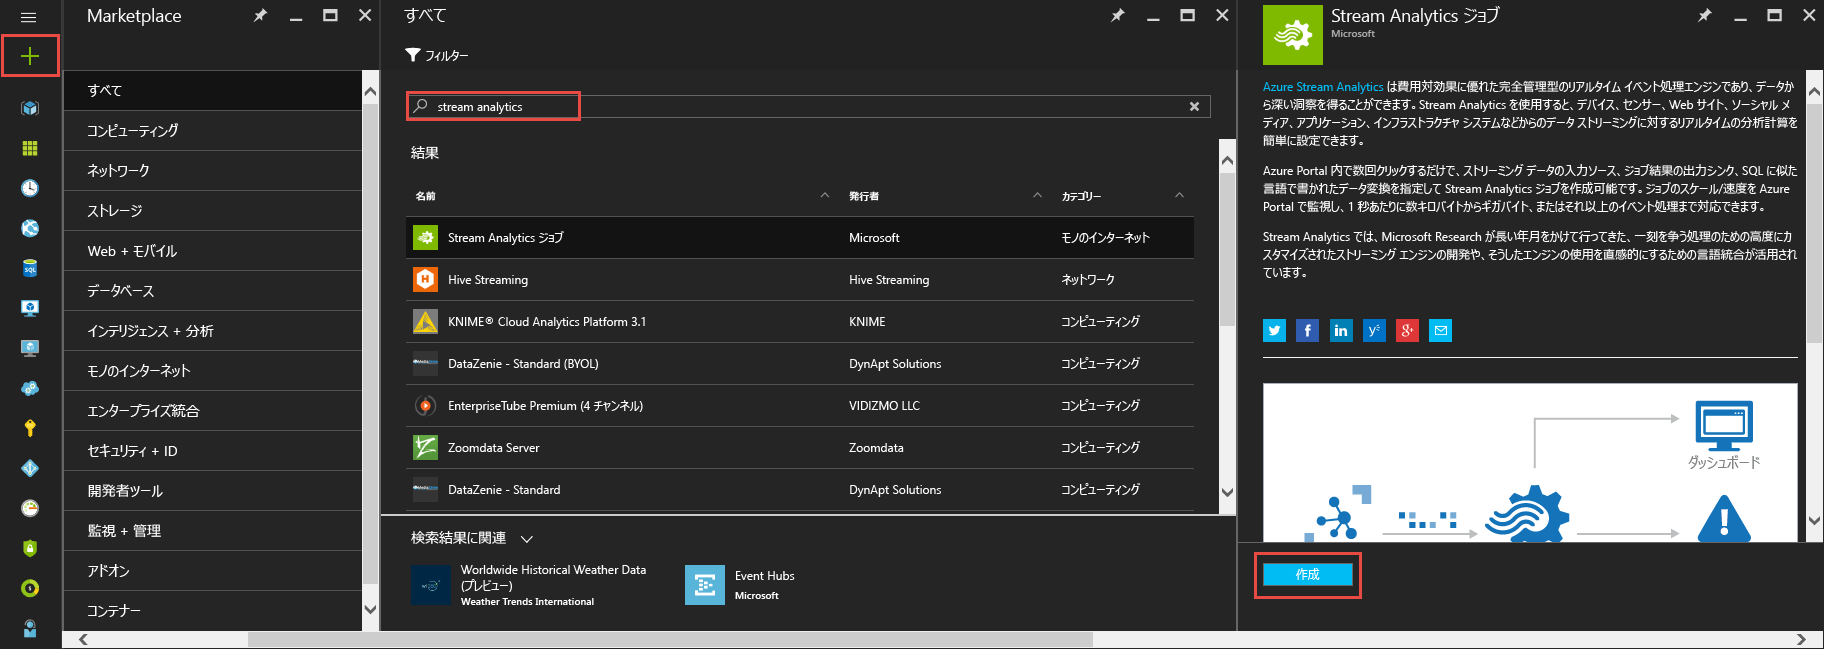 Marketplace
すべて
コンピューティング
ネットワーク
ストレージ
Web + モバイル
データベース
インテリジェンス + 分析
モノのインターネット
エンタープライズ統合
セキュリティ + ID
開発者ツール
監視 + 管理
アドオン
コンテナー
すべて
フィルター
stream analytics
結果
名前 発行者 カテゴリー
Stream Analytics ジョブ Microsoft モノのインターネット
Hive Streaming Hive Streaming ネットワーク
KNIME® Cloud Analytics Platform 3.1 KNIME コンピューティング
DataZenie - Standard (BYOL) DynApt Solutions コンピューティング
EnterpriseTube Premium (4 チャンネル) VIDIZMO LLC コンピューティング
Zoomdata Server Zoomdata コンピューティング
DataZenie - Standard DynApt Solutions コンピューティング
検索結果に関連
Worldwide Historical Weather Data
(プレビュー)
Weather Trends International
Event Hubs
Microsoft
Stream Analytics ジョブ
Microsoft
Azure Stream Analytics は費用対効果に優れた完全管理型のリアルタイム イベント処理エンジンであり、データか
ら深い洞察を得ることができます。Stream Analytics を使用すると、デバイス、センサー、Web サイト、ソーシャル メ
ディア、アプリケーション、インフラストラクチャ システムなどからのデータ ストリーミングに対するリアルタイムの分析計算を
簡単に設定できます。
Azure Portal 内で数回クリックするだけで、ストリーミング データの入力ソース、ジョブ結果の出力シンク、SQL に似た
言語で書かれたデータ変換を指定して Stream Analytics ジョブを作成可能です。ジョブのスケール/速度を Azure
Portal で監視し、1 秒あたりに数キロバイトからギガバイト、またはそれ以上のイベント処理まで対応できます。
Stream Analytics では、Microsoft Research が長い年月をかけて行ってきた、一刻を争う処理のための高度にカ
スタマイズされたストリーミング エンジンの開発や、そうしたエンジンの使用を直感的にするための言語統合が活用され
ています。
ダッシュボード
作成